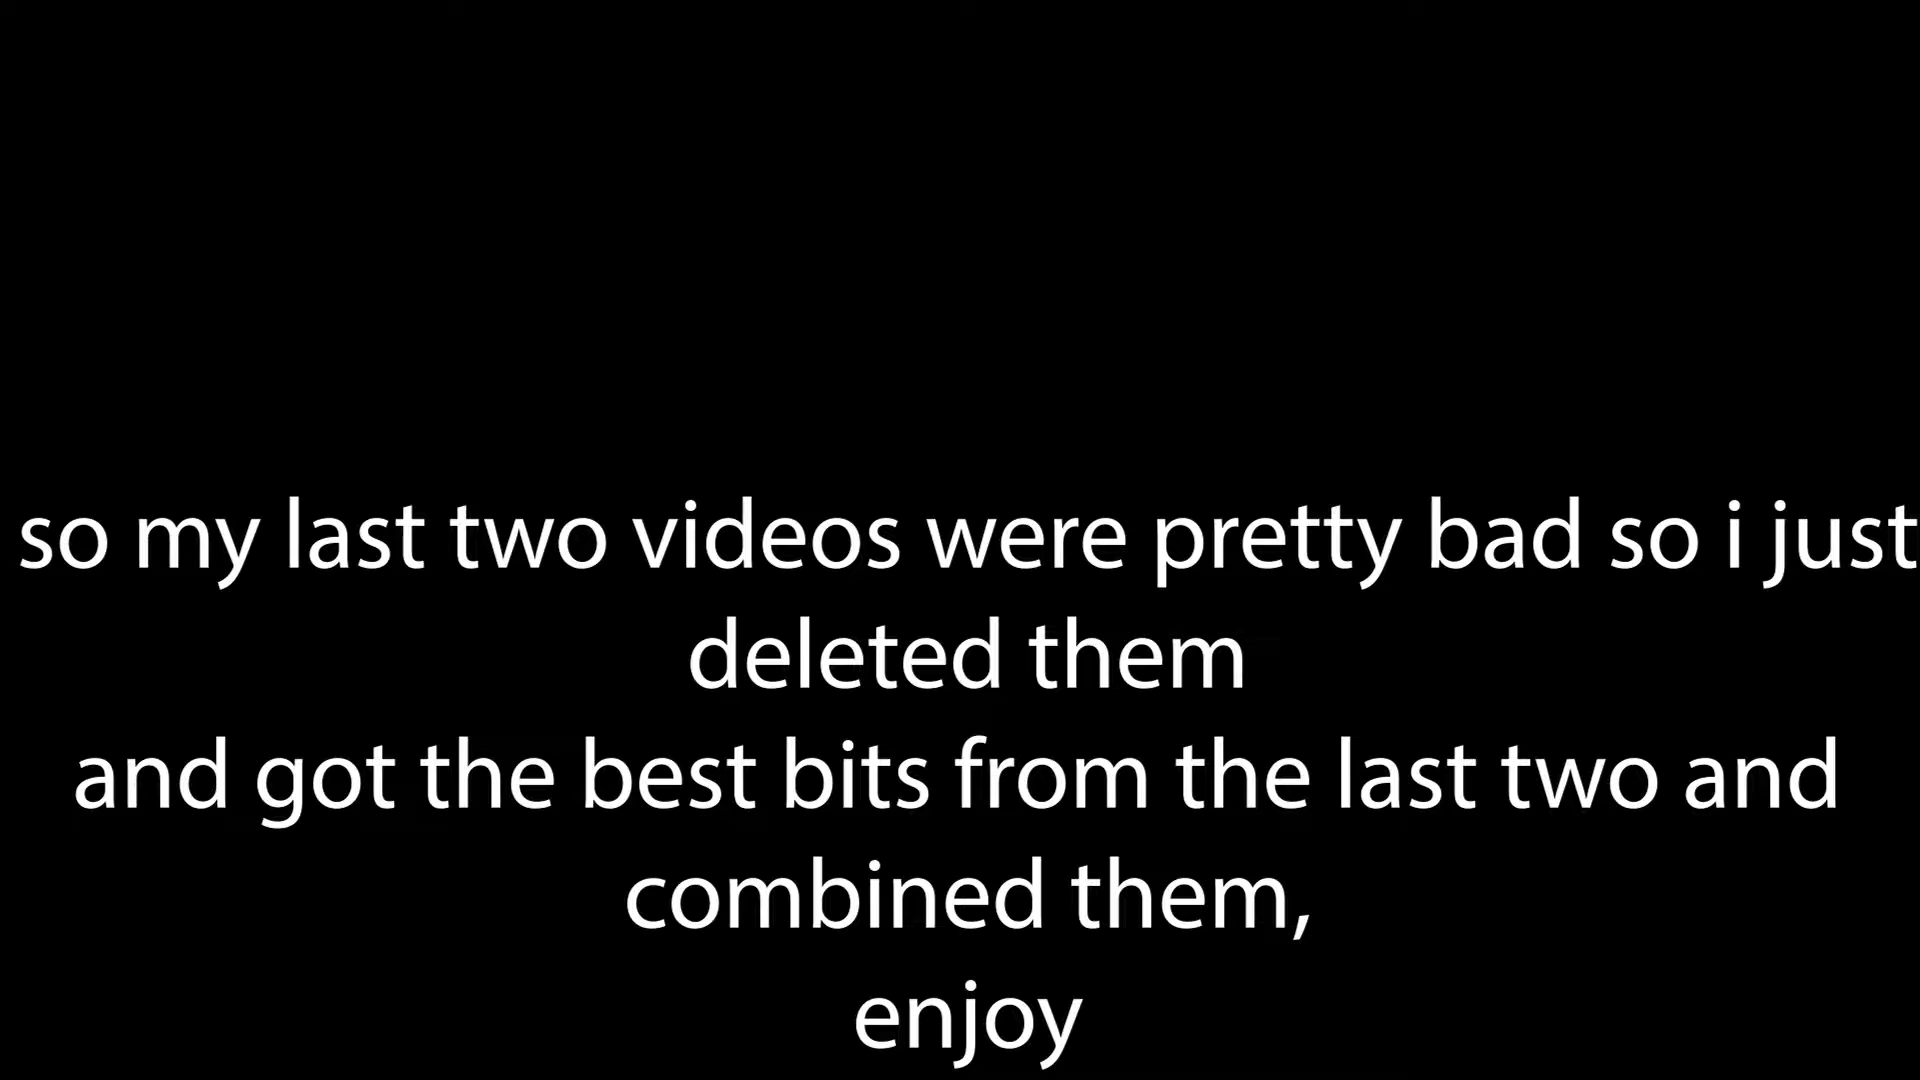 so my last two videos were pretty bad so i just
deleted them
and got the best bits from the last two and
combined them,
enjoy